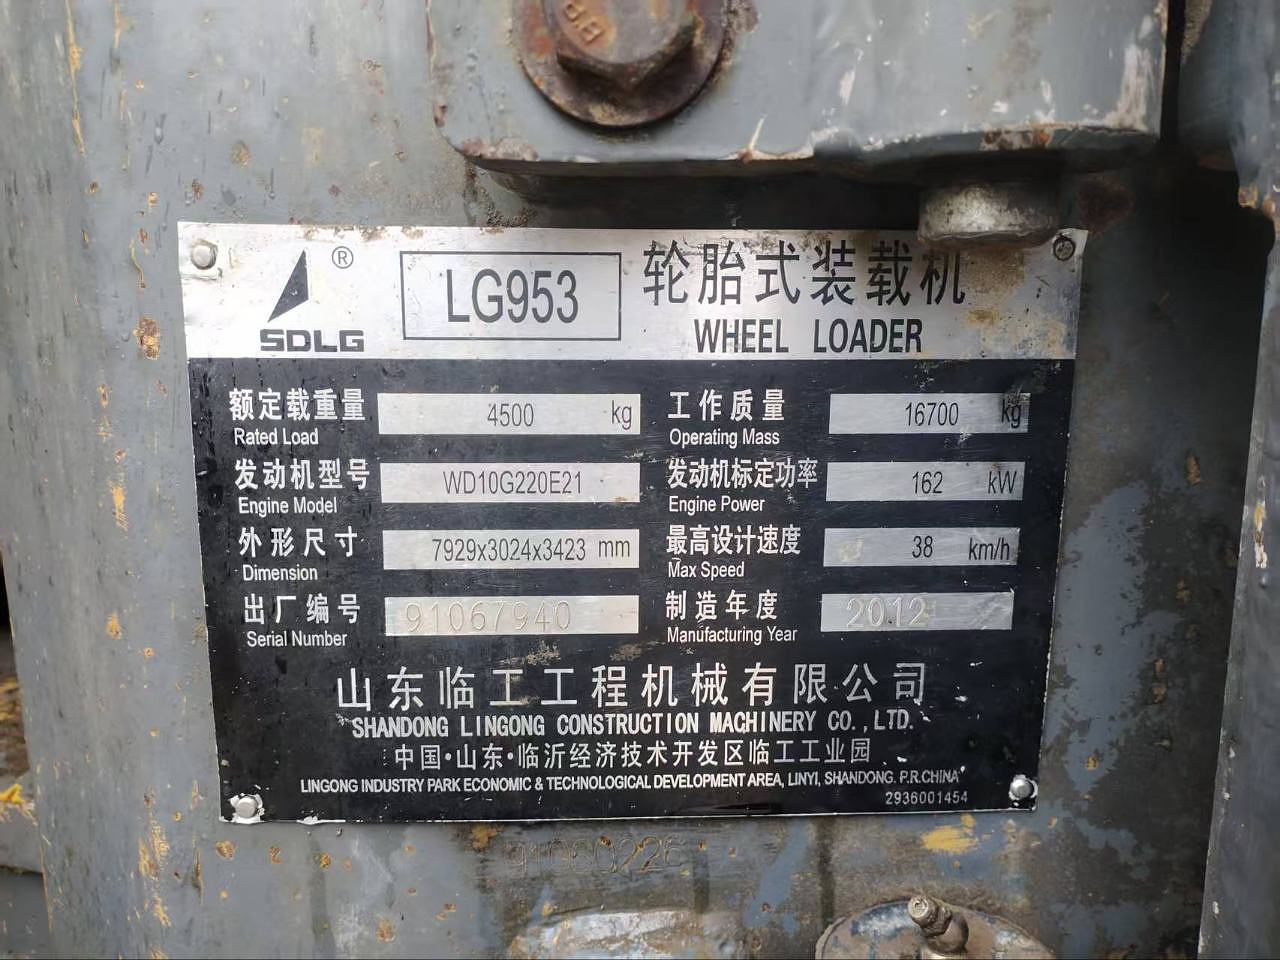 SDLG ®
LG953
轮胎式装载机
WHEEL LOADER
额定载重量 4500 kg 工作质量 16700 kg
Rated Load Operating Mass
发动机型号 WD10G220E21 发动机标定功率 162 kW
Engine Model Engine Power
外形尺寸 7929x3024x3423 mm 最高设计速度 38 km/h
Dimension Max Speed
出厂编号 91067940 制造年度 2012
Serial Number Manufacturing Year
山东临工工程机械有限公司
SHANDONG LINGONG CONSTRUCTION MACHINERY CO.,LTD.
中国·山东·临沂经济技术开发区临工工业园
LINGONG INDUSTRY PARK ECONOMIC & TECHNOLOGICAL DEVELOPMENT AREA, LINYI, SHANDONG. P.R.CHINA
2936001454